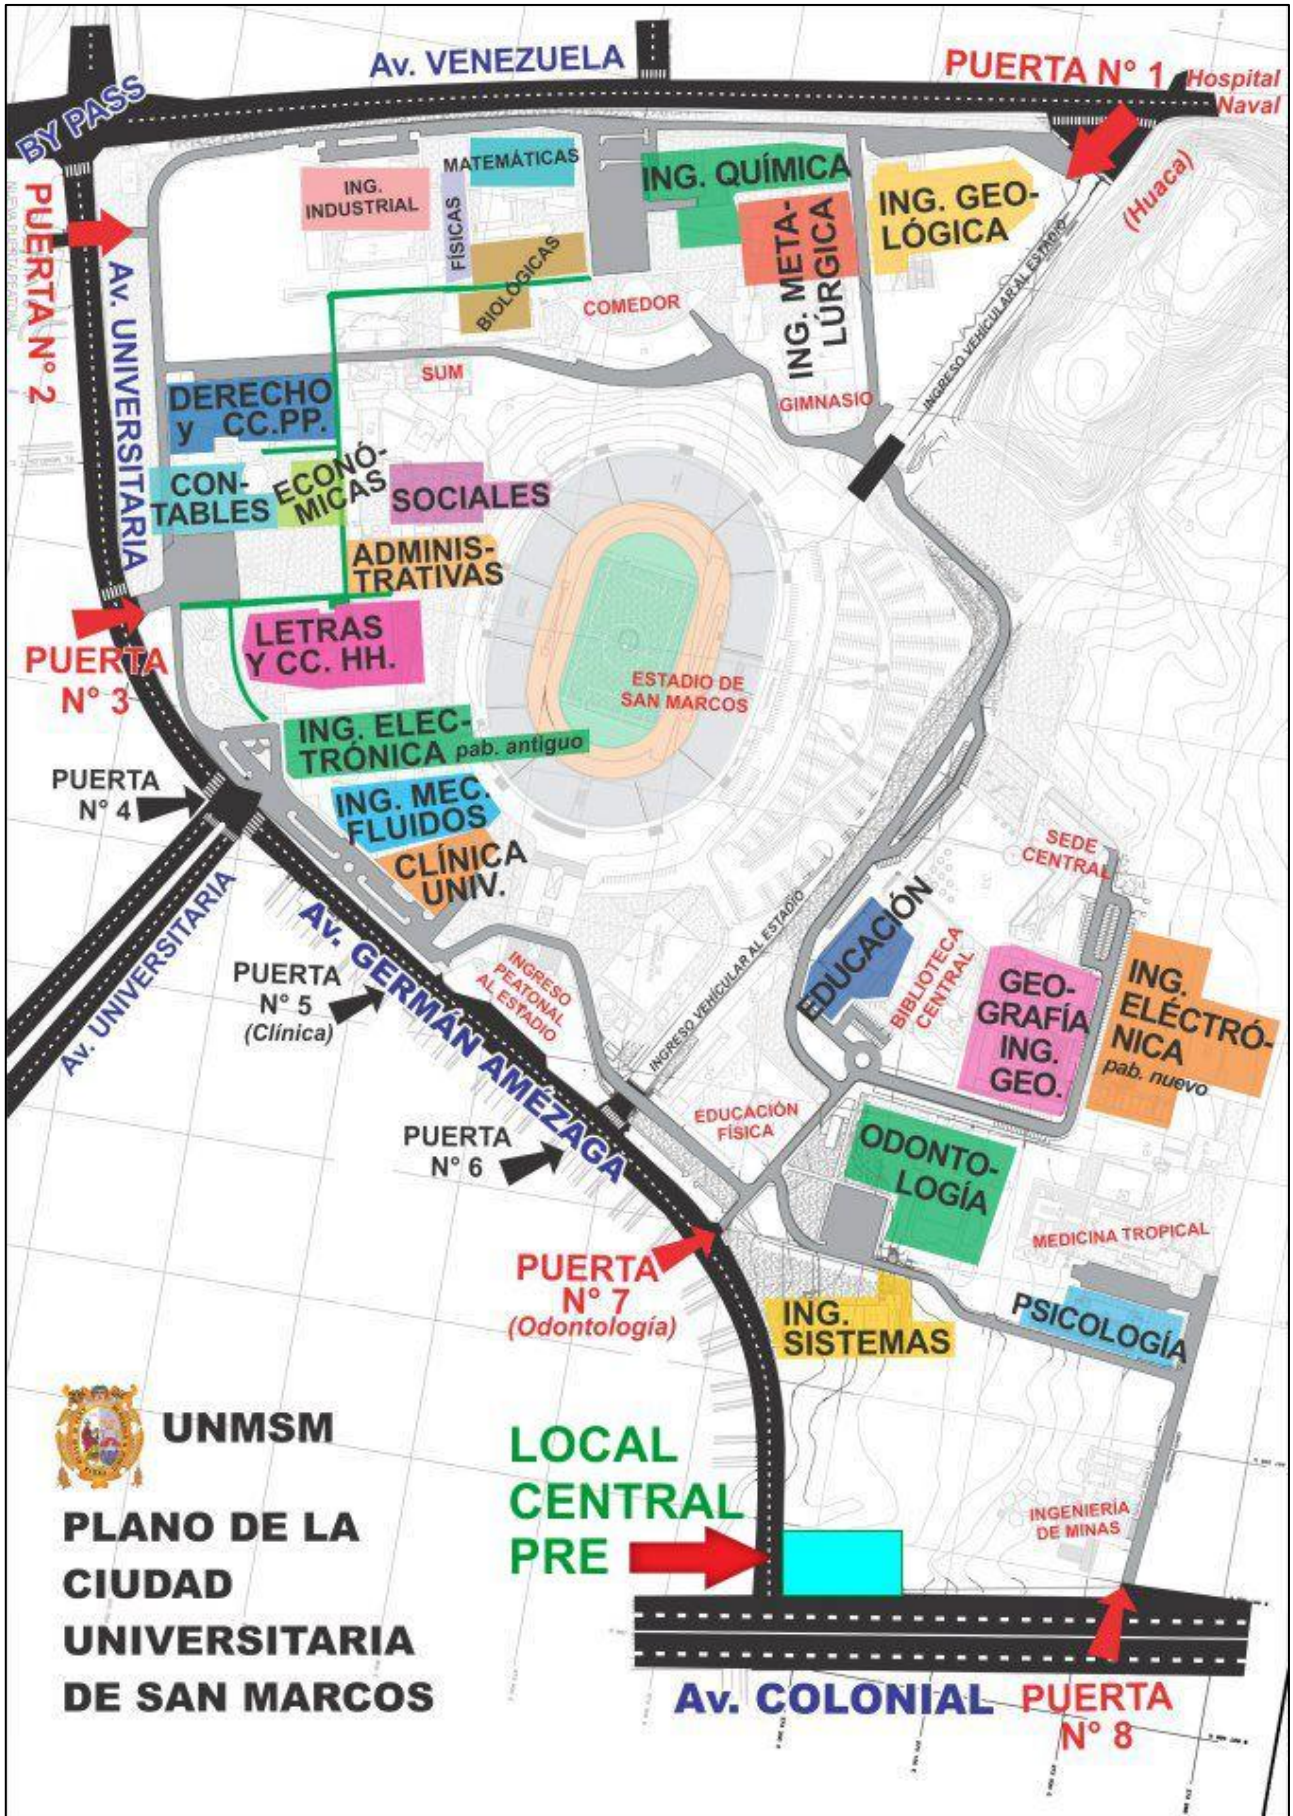 Av. VENEZUELA
PUERTA N° 1
Hospital
Naval
BY PASS
(Huaca)
PUERTA N° 2
Av. UNIVERSITARIA
ING.
INDUSTRIAL
MATEMÁTICAS
FÍSICAS
BIOLÓGICAS
ING. QUÍMICA
ING. META-
LÚRGICA
ING. GEO-
LÓGICA
INGRESO VEHÍCULAR AL ESTADIO
COMEDOR
SUM
GIMNASIO
DERECHO
y CC.PP.
CON-
TABLES
ECONÓ-
MICAS
SOCIALES
ADMINIS-
TRATIVAS
LETRAS
Y CC. HH.
PUERTA
N° 3
ESTADIO DE
SAN MARCOS
ING. ELEC-
TRÓNICA pab. antiguo
PUERTA
N° 4
ING. MEC.
FLUIDOS
CLÍNICA
UNIV.
SEDE
CENTRAL
Av. UNIVERSITARIA
Av. GERMÁN AMÉZAGA
PUERTA
N° 5
(Clínica)
INGRESO
PEATONAL
AL ESTADIO
INGRESO VEHÍCULAR AL ESTADIO
EDUCACIÓN
BIBLIOTECA
CENTRAL
GEO-
GRAFÍA
ING.
GEO.
ING.
ELÉCTRÓ-
NICA
pab. nuevo
EDUCACIÓN
FÍSICA
PUERTA
N° 6
ODONTO-
LOGÍA
MEDICINA TROPICAL
PUERTA
N° 7
(Odontología)
ING.
SISTEMAS
PSICOLOGÍA
UNMSM
PLANO DE LA
CIUDAD
UNIVERSITARIA
DE SAN MARCOS
LOCAL
CENTRAL
PRE
INGENIERÍA
DE MINAS
Av. COLONIAL
PUERTA
N° 8